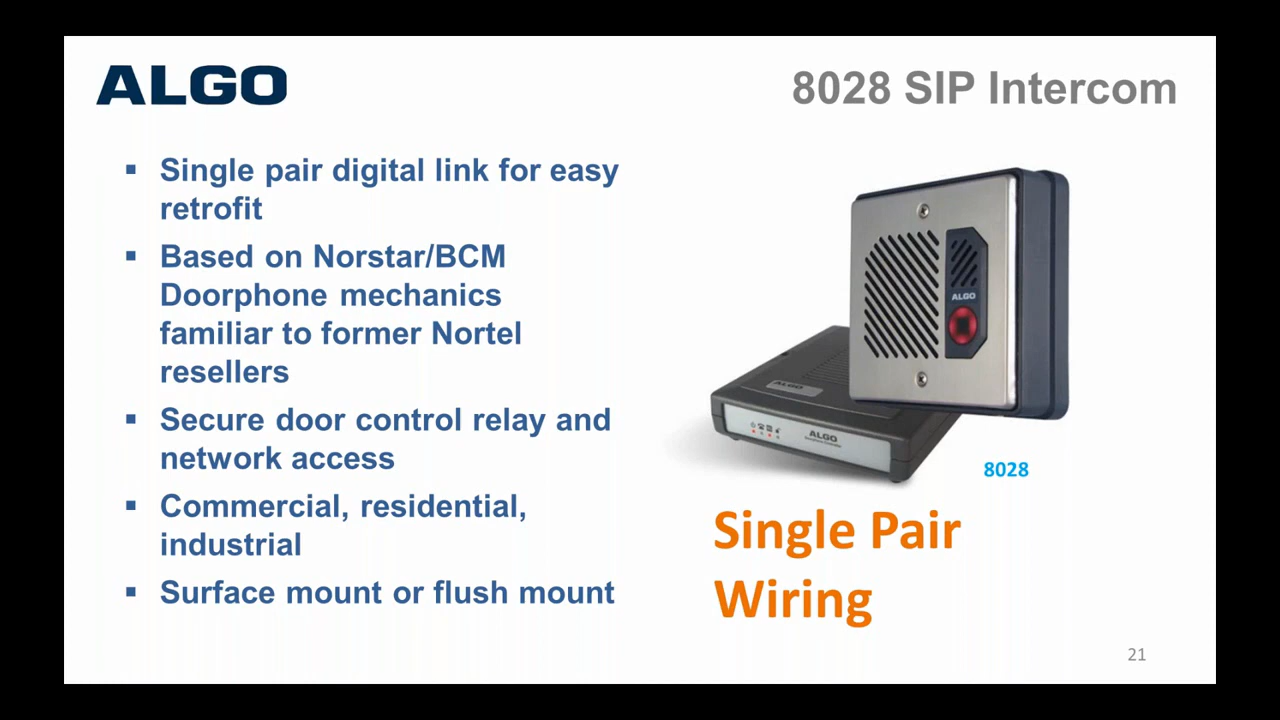 ALGO
8028 SIP Intercom
▪ Single pair digital link for easy
retrofit
▪ Based on Norstar/BCM
Doorphone mechanics
familiar to former Nortel
resellers
▪ Secure door control relay and
network access
▪ Commercial, residential,
industrial
▪ Surface mount or flush mount
ALGO
ALGO
ALGO
8028
Single Pair
Wiring
21